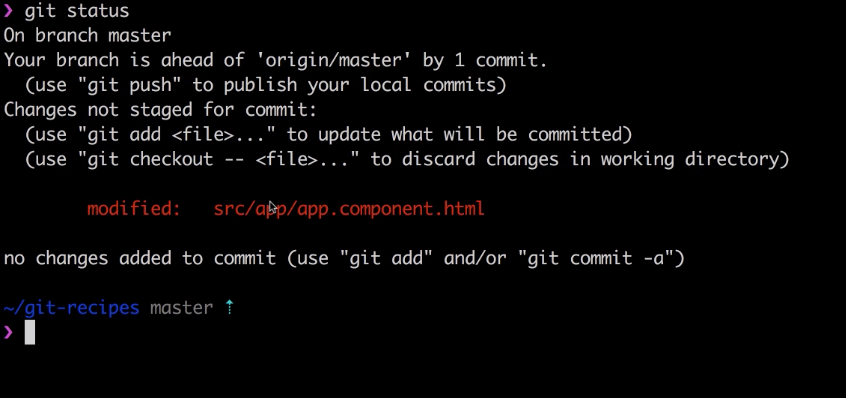 ❯ git status
On branch master
Your branch is ahead of 'origin/master' by 1 commit.
  (use "git push" to publish your local commits)
Changes not staged for commit:
  (use "git add <file>..." to update what will be committed)
  (use "git checkout -- <file>..." to discard changes in working directory)
        modified:   src/app/app.component.html
no changes added to commit (use "git add" and/or "git commit -a")
~/git-recipes master ⇡
❯